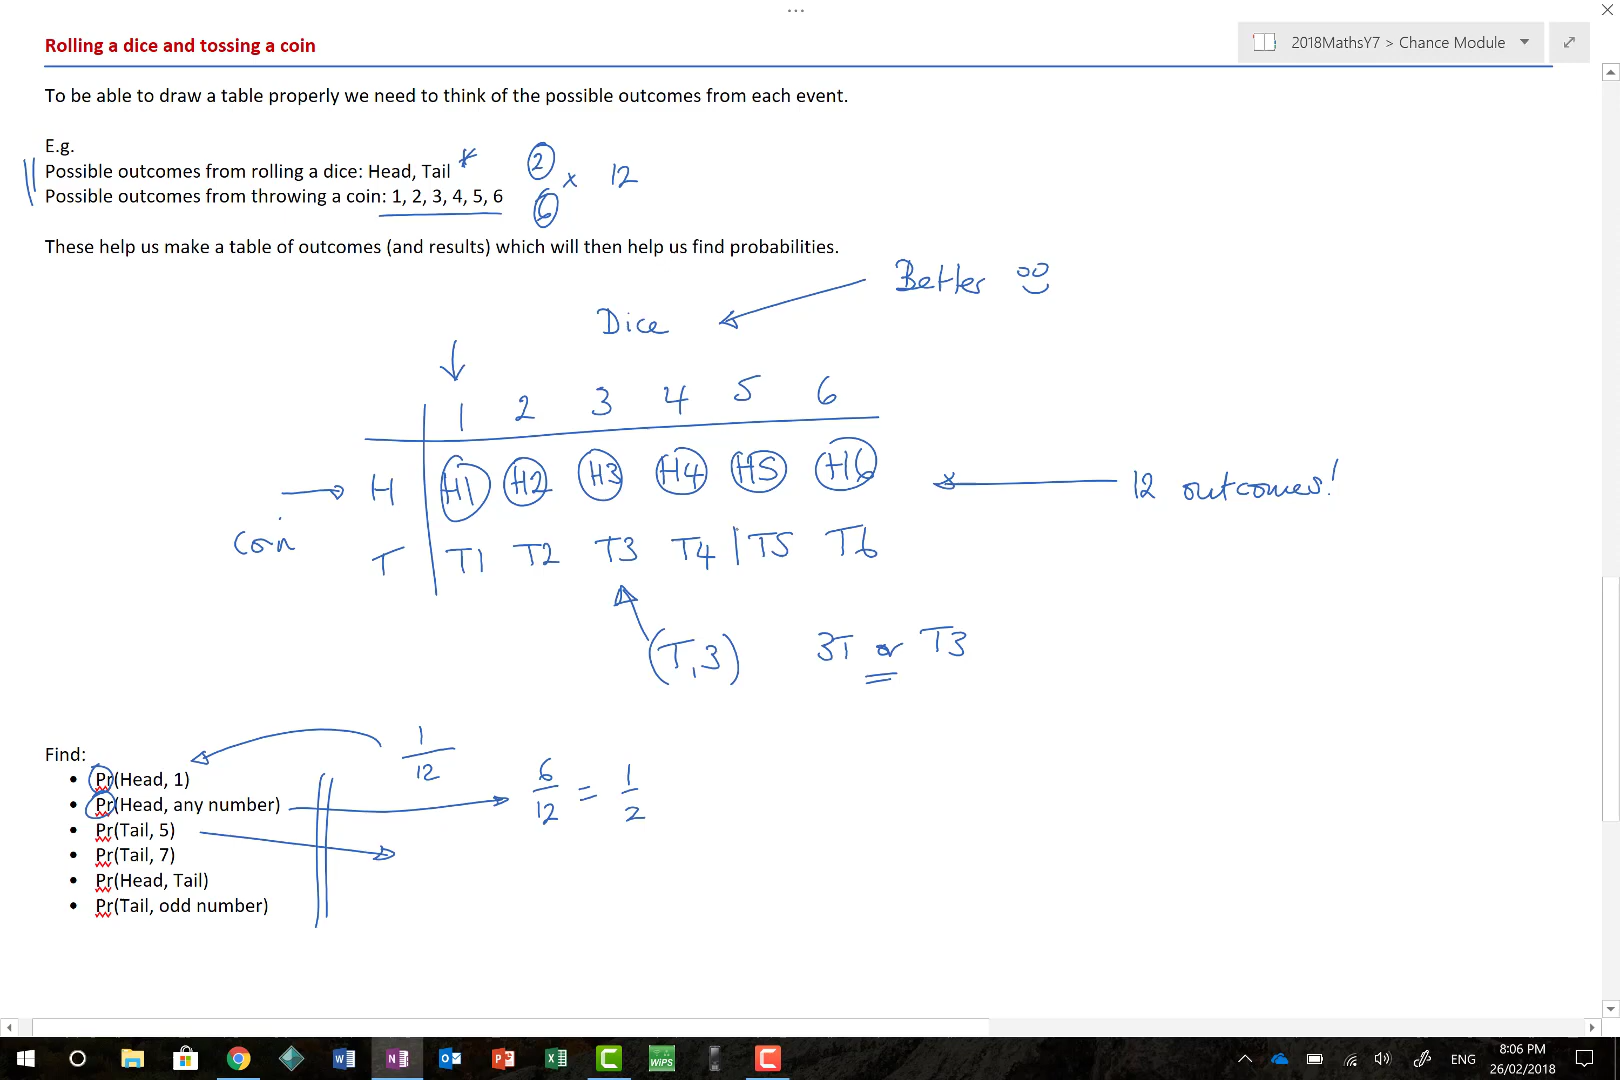 Rolling a dice and tossing a coin
2018MathsY7 > Chance Module
To be able to draw a table properly we need to think of the possible outcomes from each event.
E.g.
Possible outcomes from rolling a dice: Head, Tail * 2
× 12
Possible outcomes from throwing a coin: 1, 2, 3, 4, 5, 6 6
These help us make a table of outcomes (and results) which will then help us find probabilities.
Better
Dice
1 2 3 4 5 6
H H1 H2 H3 H4 H5 H6
12 outcomes!
Coin
T T1 T2 T3 T4 T5 T6
(T,3) 3T or T3
Find:
1/12
• Pr(Head, 1)
• Pr(Head, any number) 6/12 = 1/2
• Pr(Tail, 5)
• Pr(Tail, 7)
• Pr(Head, Tail)
• Pr(Tail, odd number)
WiPS
ENG
8:06 PM
26/02/2018